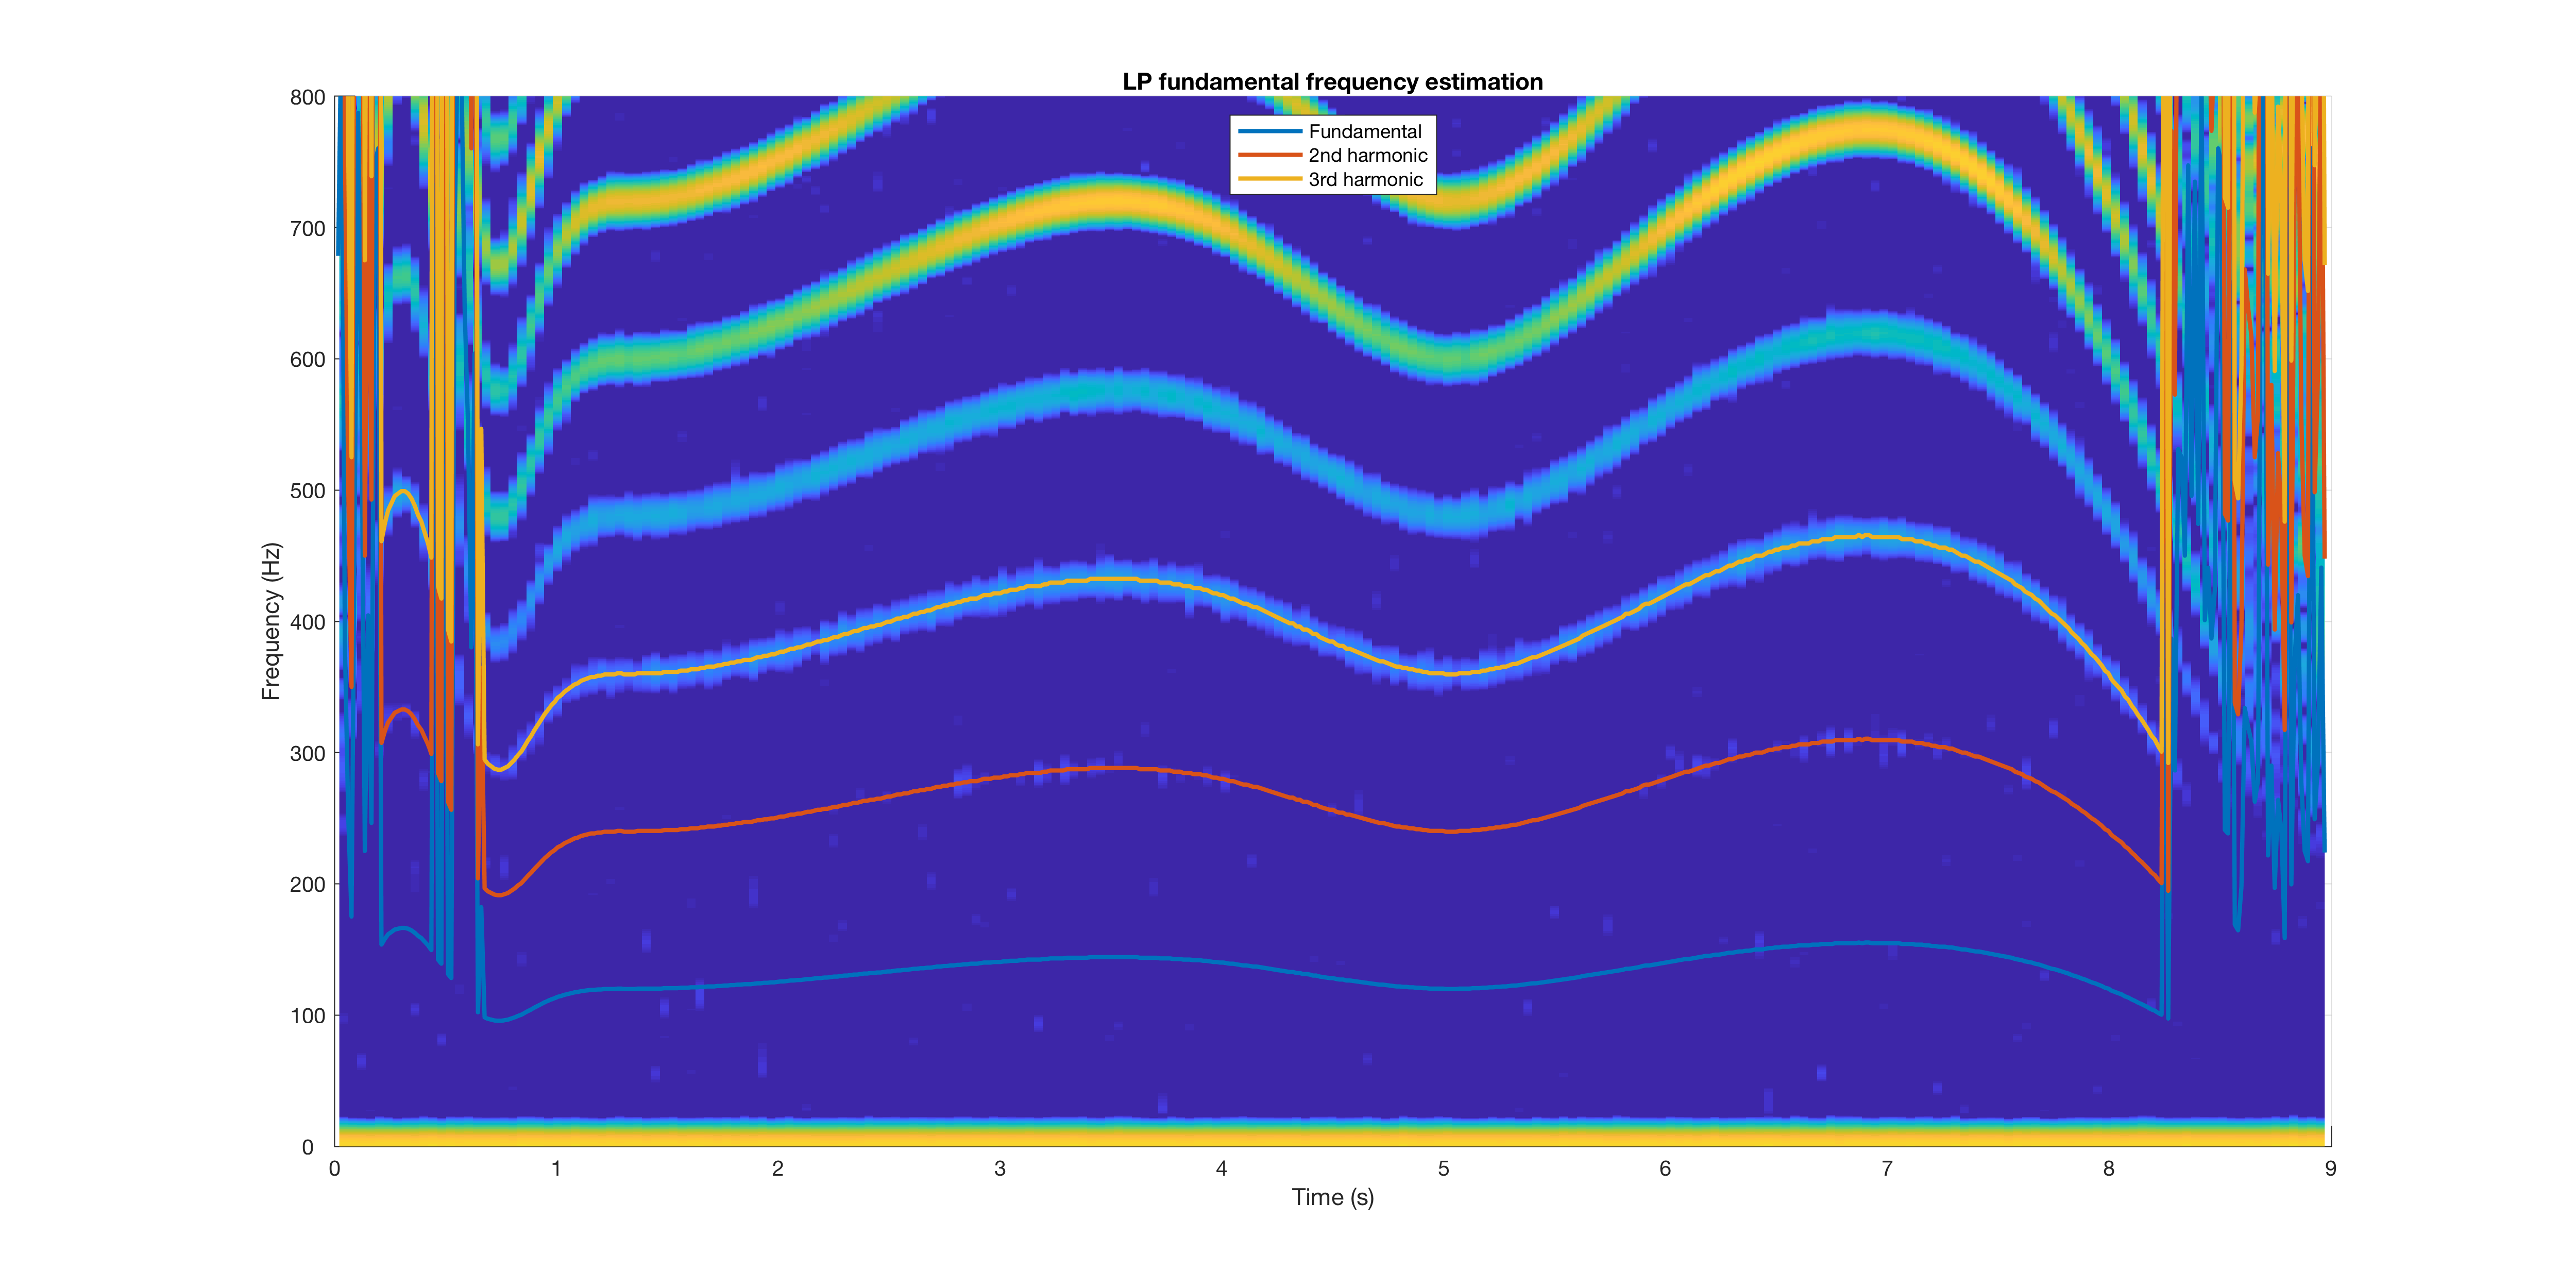 LP fundamental frequency estimation
Fundamental
2nd harmonic
3rd harmonic
800
700
600
500
400
300
200
100
0
Frequency (Hz)
0 1 2 3 4 5 6 7 8 9
Time (s)